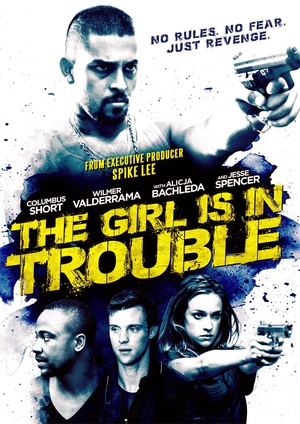 NO RULES. NO FEAR.
JUST REVENGE.
FROM EXECUTIVE PRODUCER
SPIKE LEE
COLUMBUS SHORT
WILMER VALDERRAMA
WITH ALICJA BACHLEDA
AND JESSE SPENCER
THE GIRL IS IN
TROUBLE